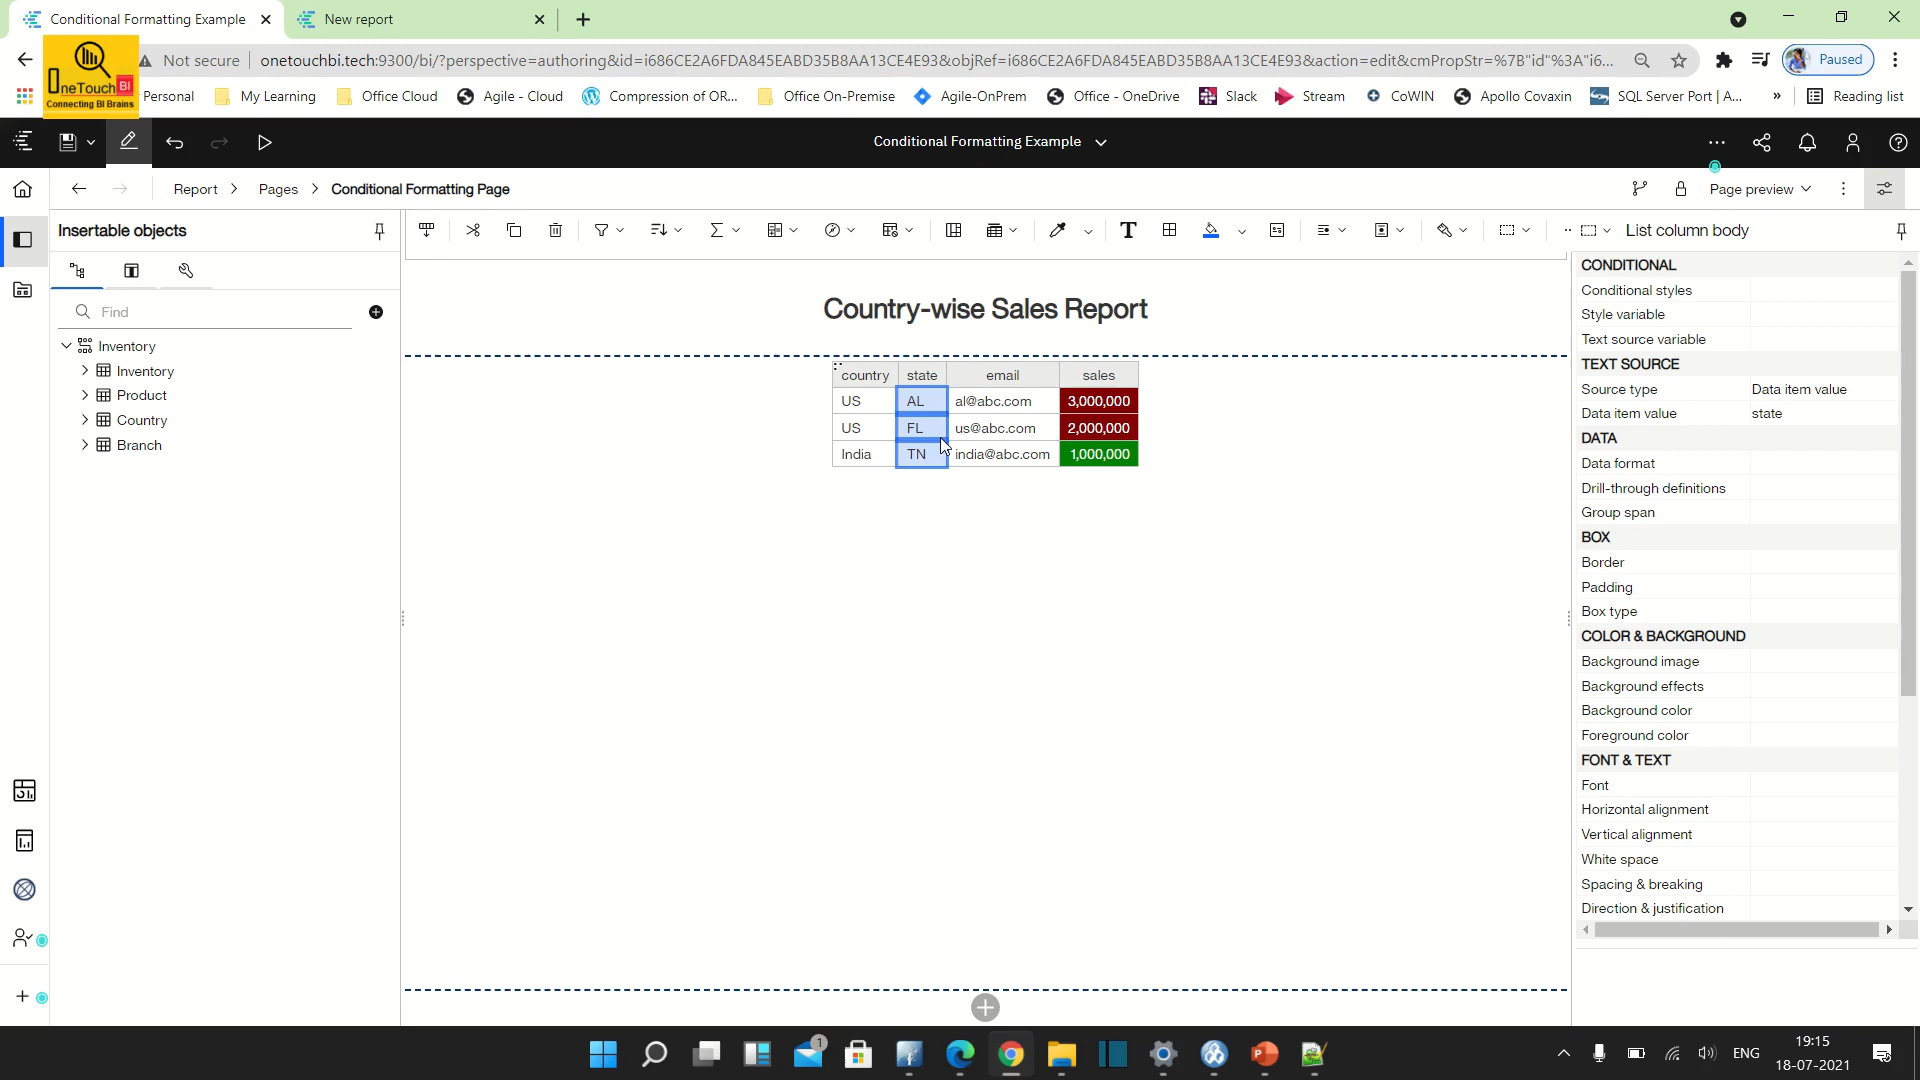 Conditional Formatting Example
New report
OneTouch BI
Connecting BI Brains
Not secure
onetouchbi.tech:9300/bi/?perspective=authoring&id=i686CE2A6FDA845EABD35B8AA13CE4E93&objRef=i686CE2A6FDA845EABD35B8AA13CE4E93&action=edit&cmPropStr=%7B"id"%3A"i6...
Paused
Personal
My Learning
Office Cloud
Agile - Cloud
Compression of OR...
Office On-Premise
Agile-OnPrem
Office - OneDrive
Slack
Stream
CoWIN
Apollo Covaxin
SQL Server Port | A...
»
Reading list
Conditional Formatting Example
Report > Pages > Conditional Formatting Page
Page preview
Insertable objects
List column body
Find
Inventory
Inventory
Product
Country
Branch
Country-wise Sales Report
country state email sales
US AL al@abc.com 3,000,000
US FL us@abc.com 2,000,000
India TN india@abc.com 1,000,000
CONDITIONAL
Conditional styles
Style variable
Text source variable
TEXT SOURCE
Source type Data item value
Data item value state
DATA
Data format
Drill-through definitions
Group span
BOX
Border
Padding
Box type
COLOR & BACKGROUND
Background image
Background effects
Background color
Foreground color
FONT & TEXT
Font
Horizontal alignment
Vertical alignment
White space
Spacing & breaking
Direction & justification
1
ENG
19:15
18-07-2021